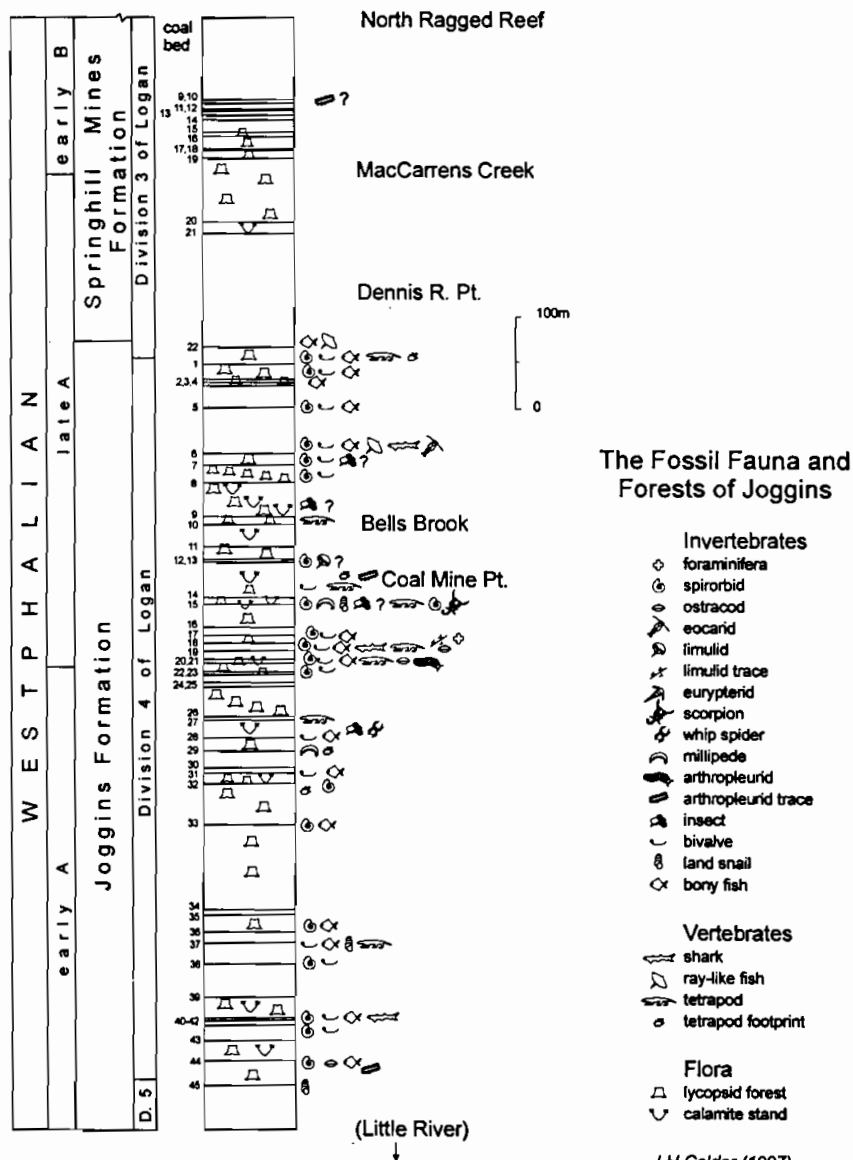 North Ragged Reef
coal
bed
WESTPHALIAN
early B
late A
early A
Springhill Mines
Formation
Joggins Formation
Division 3 of Logan
Division 4 of Logan
D. 5
9,10
?
11,12
13
14
15
16
17,18
19
MacCarrens Creek
20
21
Dennis R. Pt.
100m
0
22
1
2,3,4
5
6
7
?
8
9
?
10
Bells Brook
11
12,13
?
Coal Mine Pt.
14
15
?
16
17
18
19
20,21
22,23
24,25
26
27
28
29
30
31
32
33
34
35
36
37
38
39
40-42
43
44
45
(Little River)
The Fossil Fauna and
Forests of Joggins
Invertebrates
foraminifera
spirorbid
ostracod
eocarid
limulid
limulid trace
eurypterid
scorpion
whip spider
millipede
arthropleurid
arthropleurid trace
insect
bivalve
land snail
bony fish
Vertebrates
shark
ray-like fish
tetrapod
tetrapod footprint
Flora
lycopsid forest
calamite stand